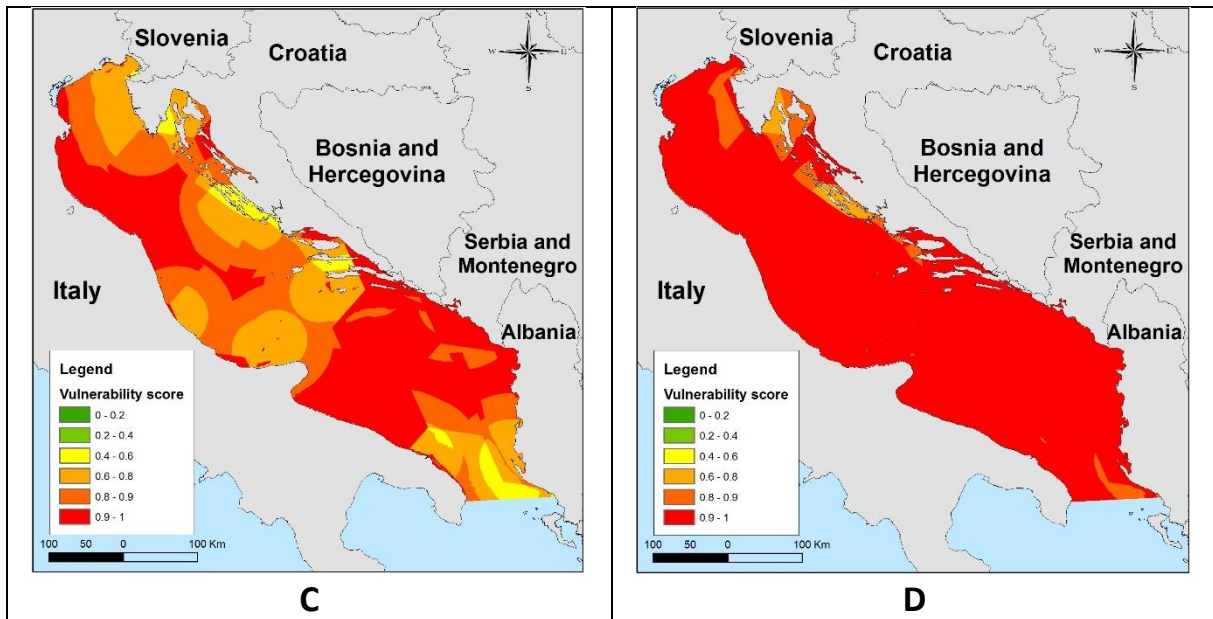 N
W E
S
Slovenia
Croatia
Bosnia and
Hercegovina
Serbia and
Montenegro
Italy
Albania
Legend
Vulnerability score
0 - 0.2
0.2 - 0.4
0.4 - 0.6
0.6 - 0.8
0.8 - 0.9
0.9 - 1
100 50 0 100 Km
C
N
W E
S
Slovenia
Croatia
Bosnia and
Hercegovina
Serbia and
Montenegro
Italy
Albania
Legend
Vulnerability score
0 - 0.2
0.2 - 0.4
0.4 - 0.6
0.6 - 0.8
0.8 - 0.9
0.9 - 1
100 50 0 100 Km
D